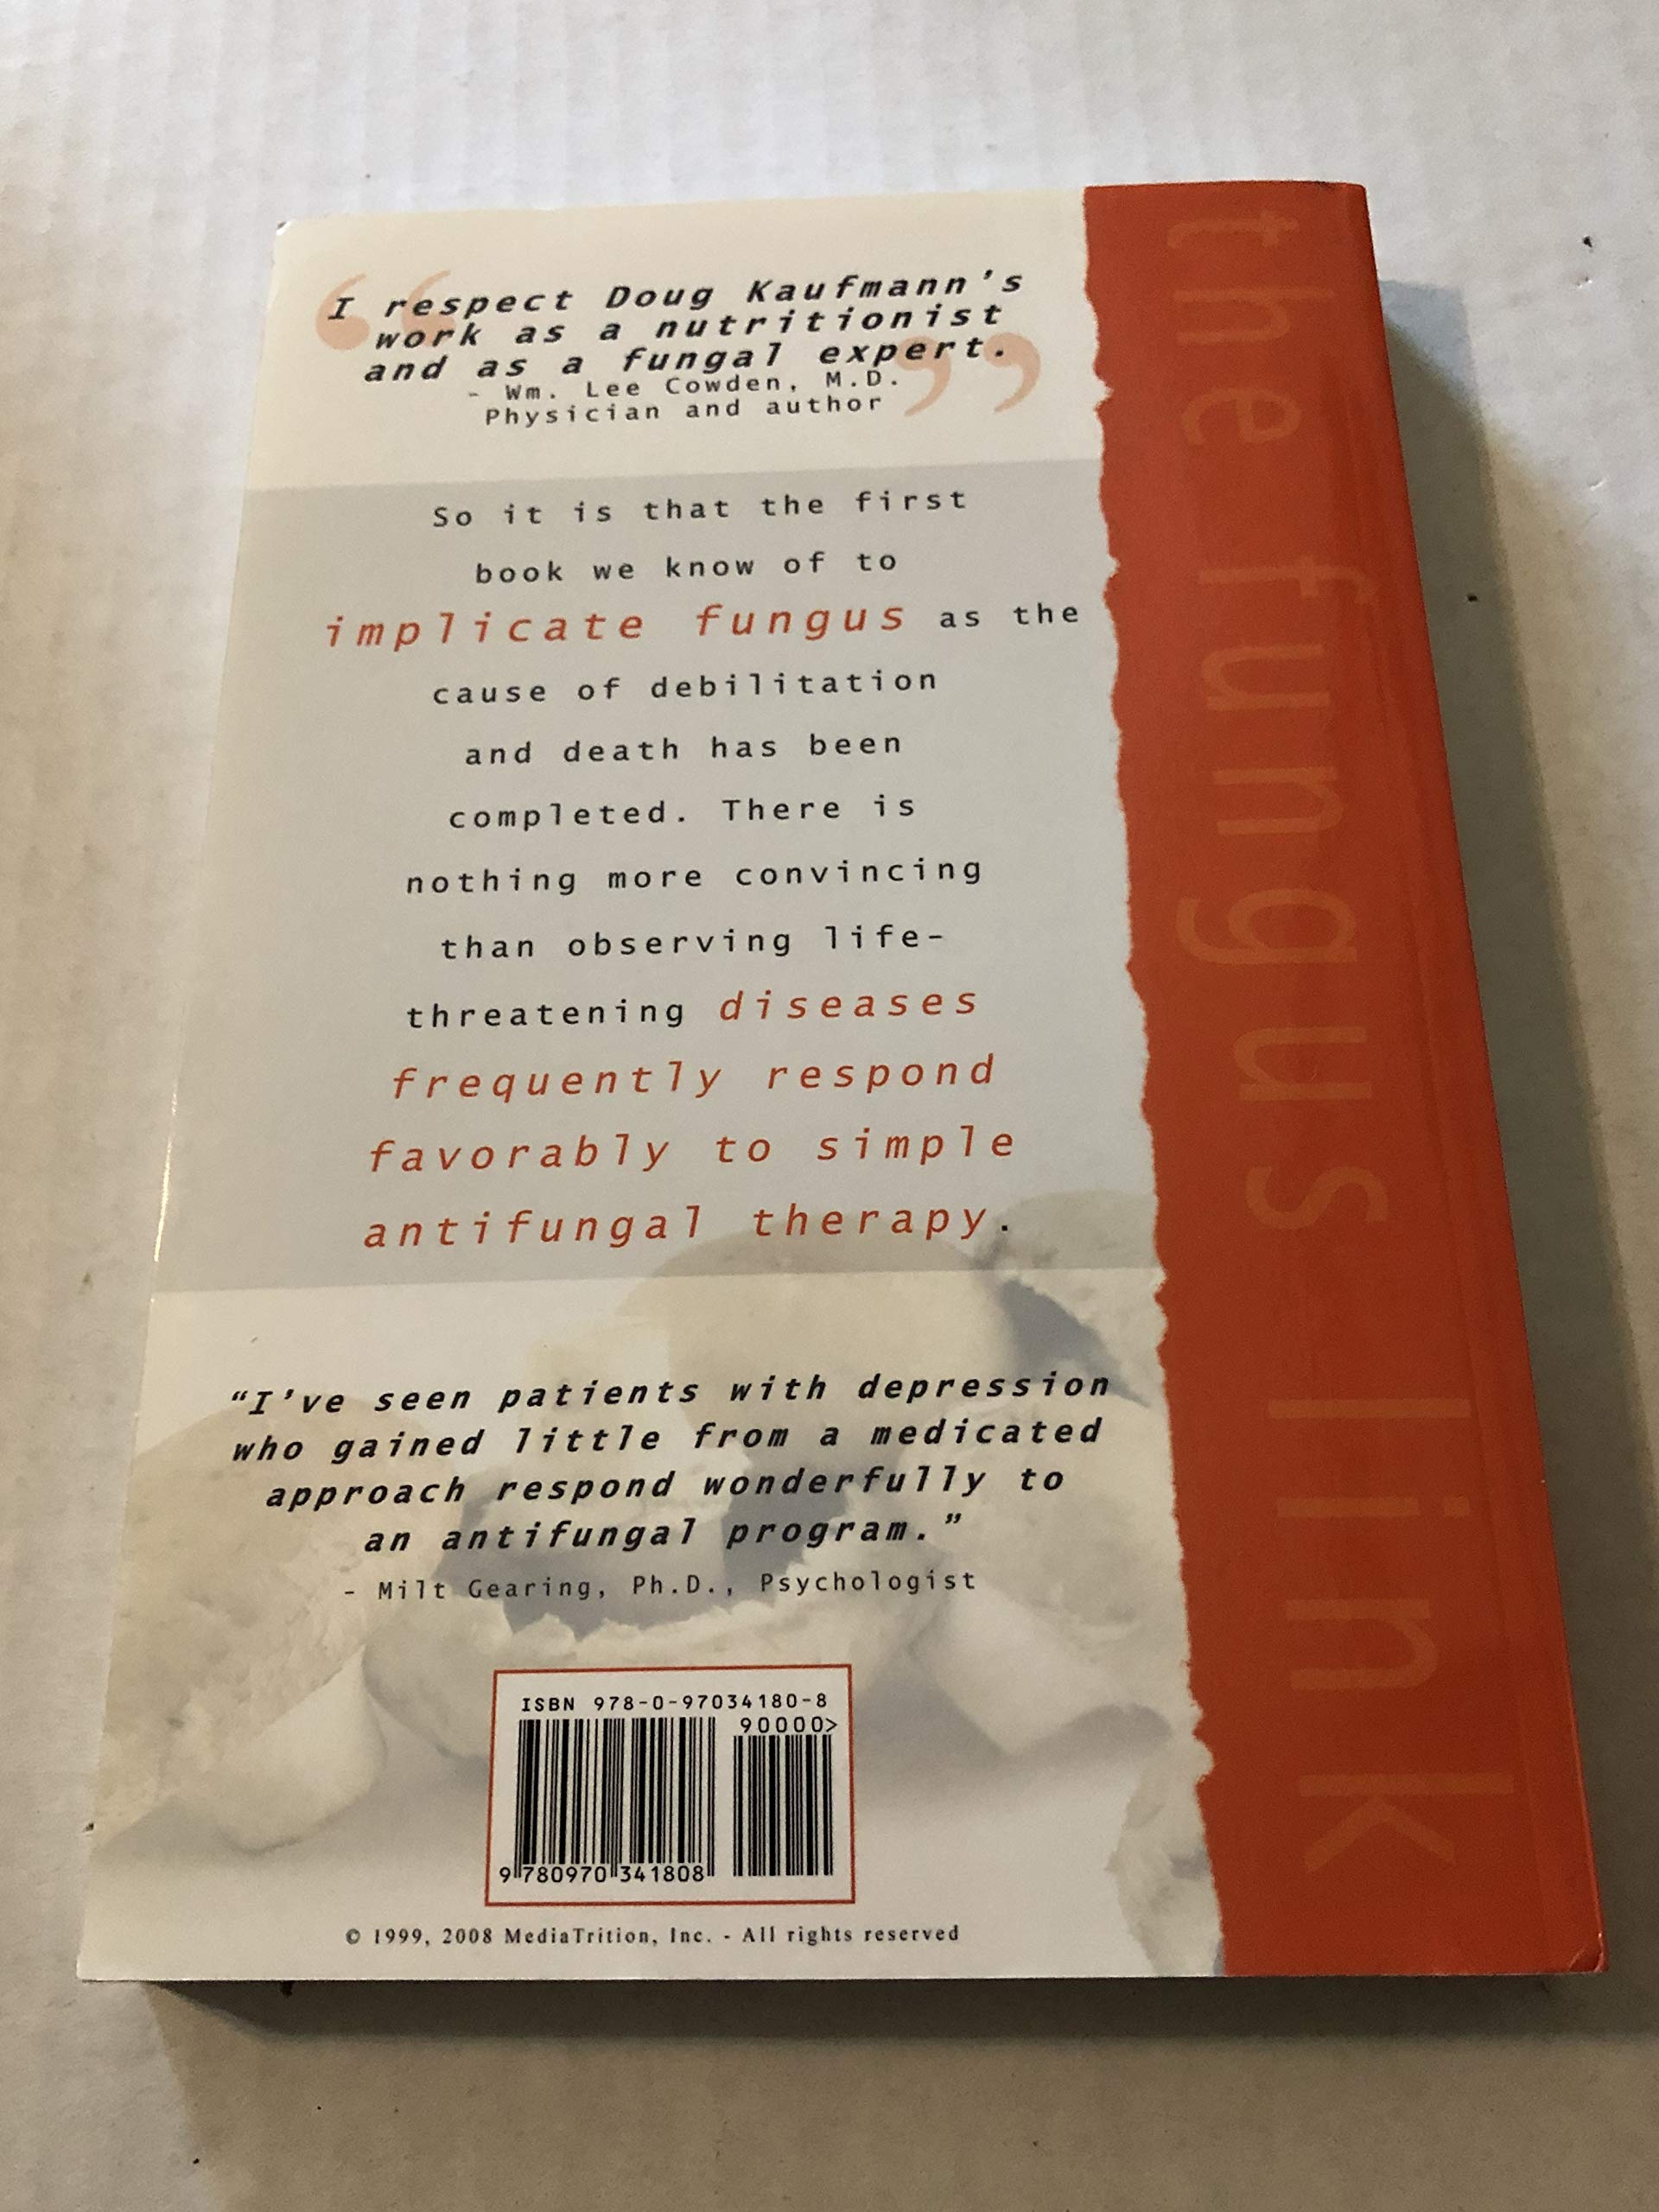 I respect Doug Kaufmann's
work as a nutritionist
and as a fungal expert.
- Wm. Lee Cowden, M.D.
Physician and author
So it is that the first
book we know of to
implicate fungus as the
cause of debilitation
and death has been
completed. There is
nothing more convincing
than observing life-
threatening diseases
frequently respond
favorably to simple
antifungal therapy.
“I've seen patients with depression
who gained little from a medicated
approach respond wonderfully to
an antifungal program.”
- Milt Gearing, Ph.D., Psychologist
ISBN 978-0-97034180-8
90000>
9 780970 341808
© 1999, 2008 MediaTrition, Inc. - All rights reserved
the fungus link